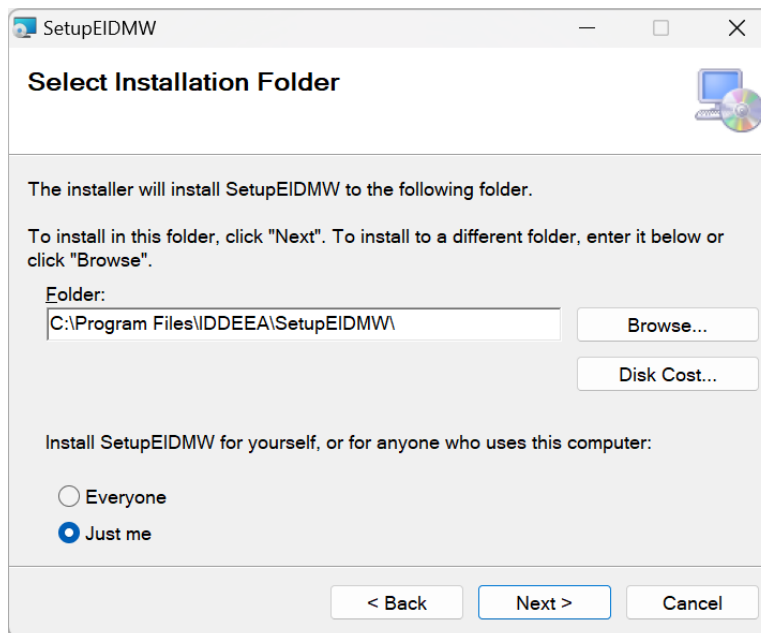 SetupEIDMW
Select Installation Folder
The installer will install SetupEIDMW to the following folder.
To install in this folder, click "Next". To install to a different folder, enter it below or
click "Browse".
Folder:
C:\Program Files\IDDEEA\SetupEIDMW\
Browse...
Disk Cost...
Install SetupEIDMW for yourself, or for anyone who uses this computer:
Everyone
Just me
< Back
Next >
Cancel